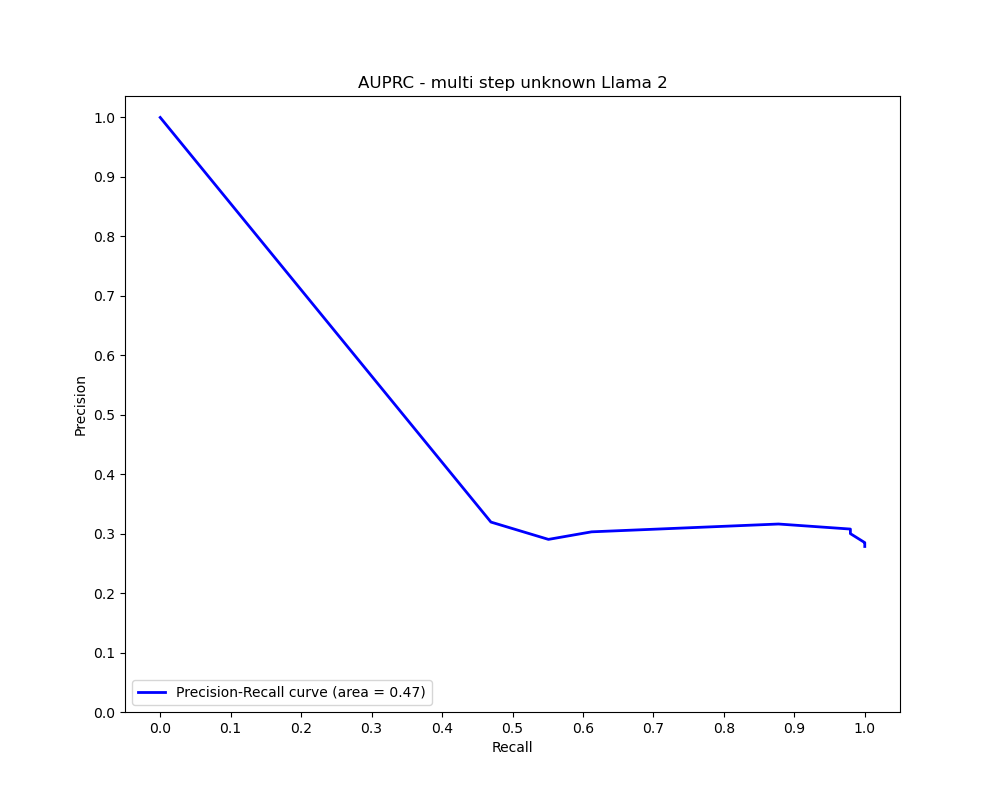 AUPRC - multi step unknown Llama 2
1.0
0.9
0.8
0.7
0.6
0.5
0.4
0.3
0.2
0.1
0.0
Precision
Precision-Recall curve (area = 0.47)
0.0 0.1 0.2 0.3 0.4 0.5 0.6 0.7 0.8 0.9 1.0
Recall